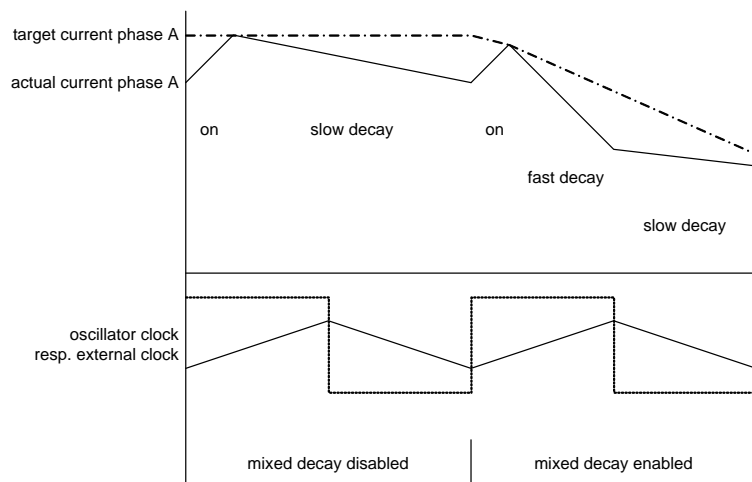 target current phase A
actual current phase A
on
slow decay
on
fast decay
slow decay
oscillator clock
resp. external clock
mixed decay disabled
mixed decay enabled